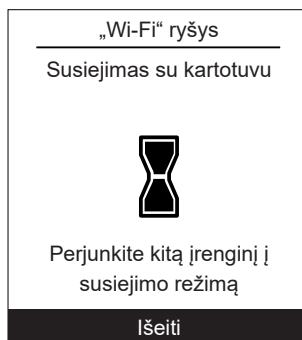 „Wi-Fi“ ryšys
Susiejimas su kartotuvu
Perjunkite kitą įrenginį į
susiejimo režimą
Išeiti